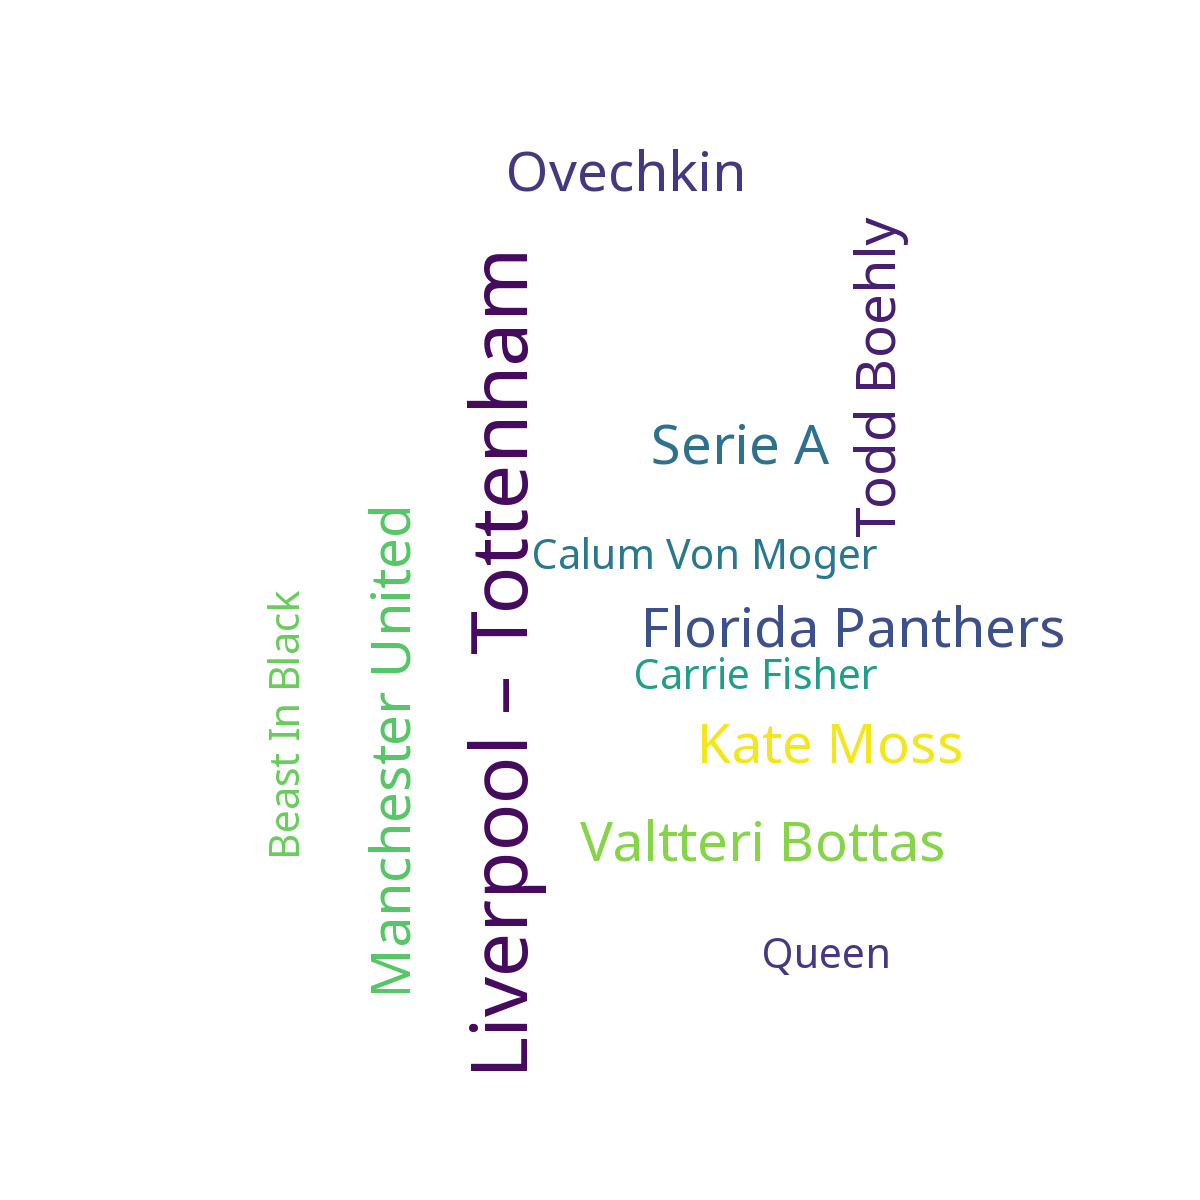 Ovechkin
Todd Boehly
Liverpool – Tottenham
Serie A
Manchester United
Calum Von Moger
Beast In Black
Florida Panthers
Carrie Fisher
Kate Moss
Valtteri Bottas
Queen